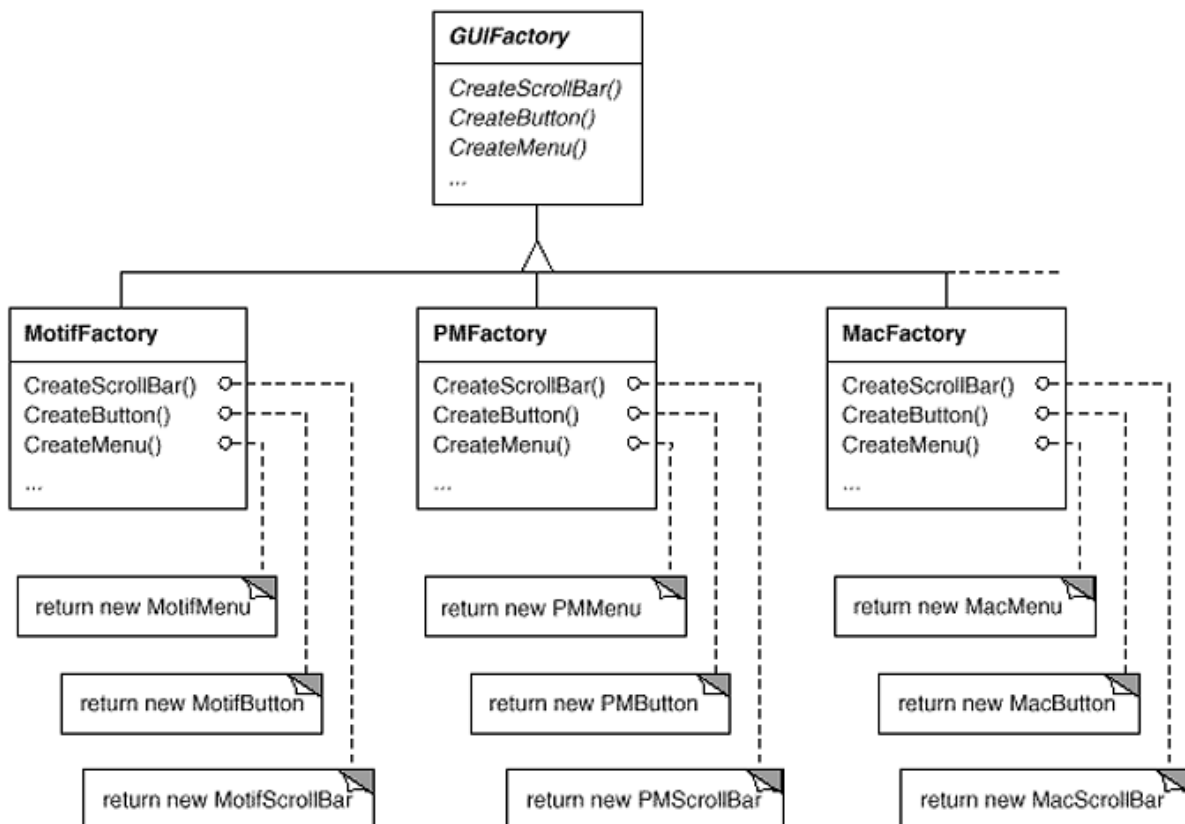 GUIFactory
CreateScrollBar()
CreateButton()
CreateMenu()
...
MotifFactory
CreateScrollBar()
CreateButton()
CreateMenu()
...
PMFactory
CreateScrollBar()
CreateButton()
CreateMenu()
...
MacFactory
CreateScrollBar()
CreateButton()
CreateMenu()
...
return new MotifMenu
return new PMMenu
return new MacMenu
return new MotifButton
return new PMButton
return new MacButton
return new MotifScrollBar
return new PMScrollBar
return new MacScrollBar